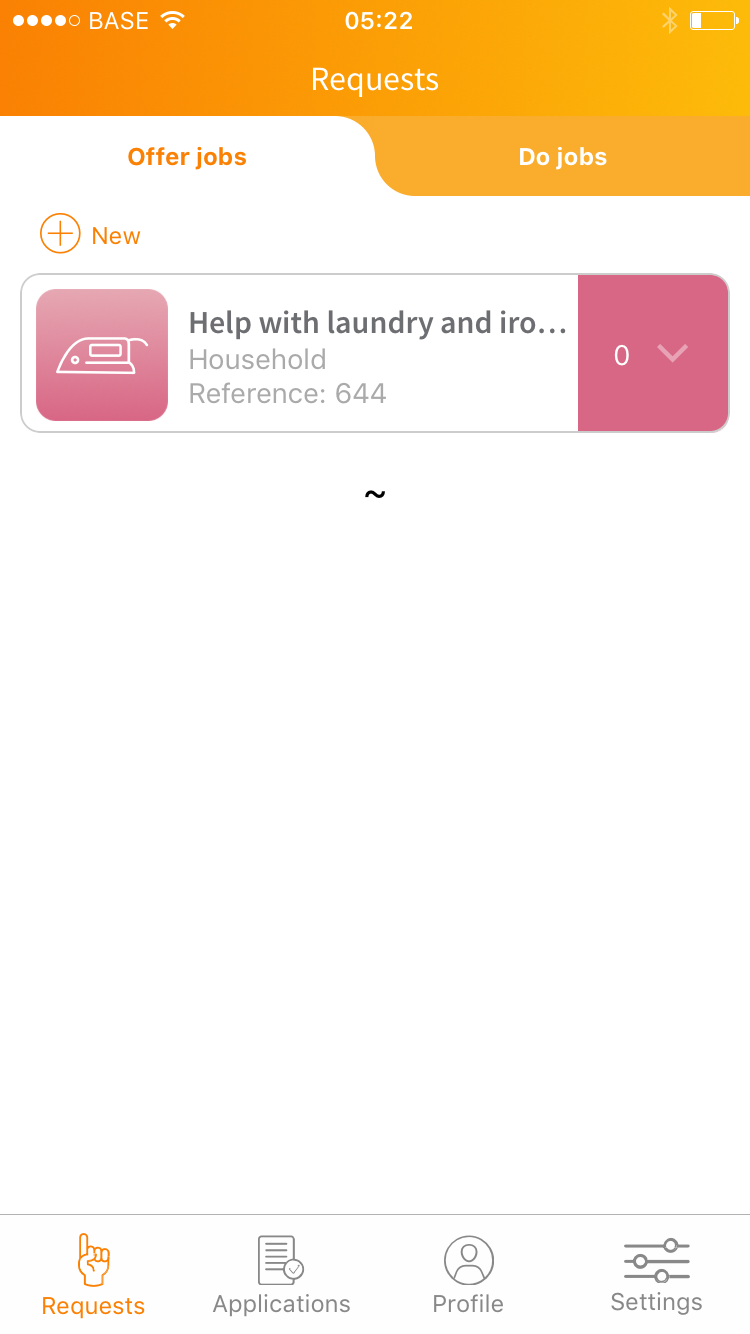 BASE 05:22
Requests
Offer jobs Do jobs
New
Help with laundry and iro...
Household
Reference: 644
0
~
Requests Applications Profile Settings